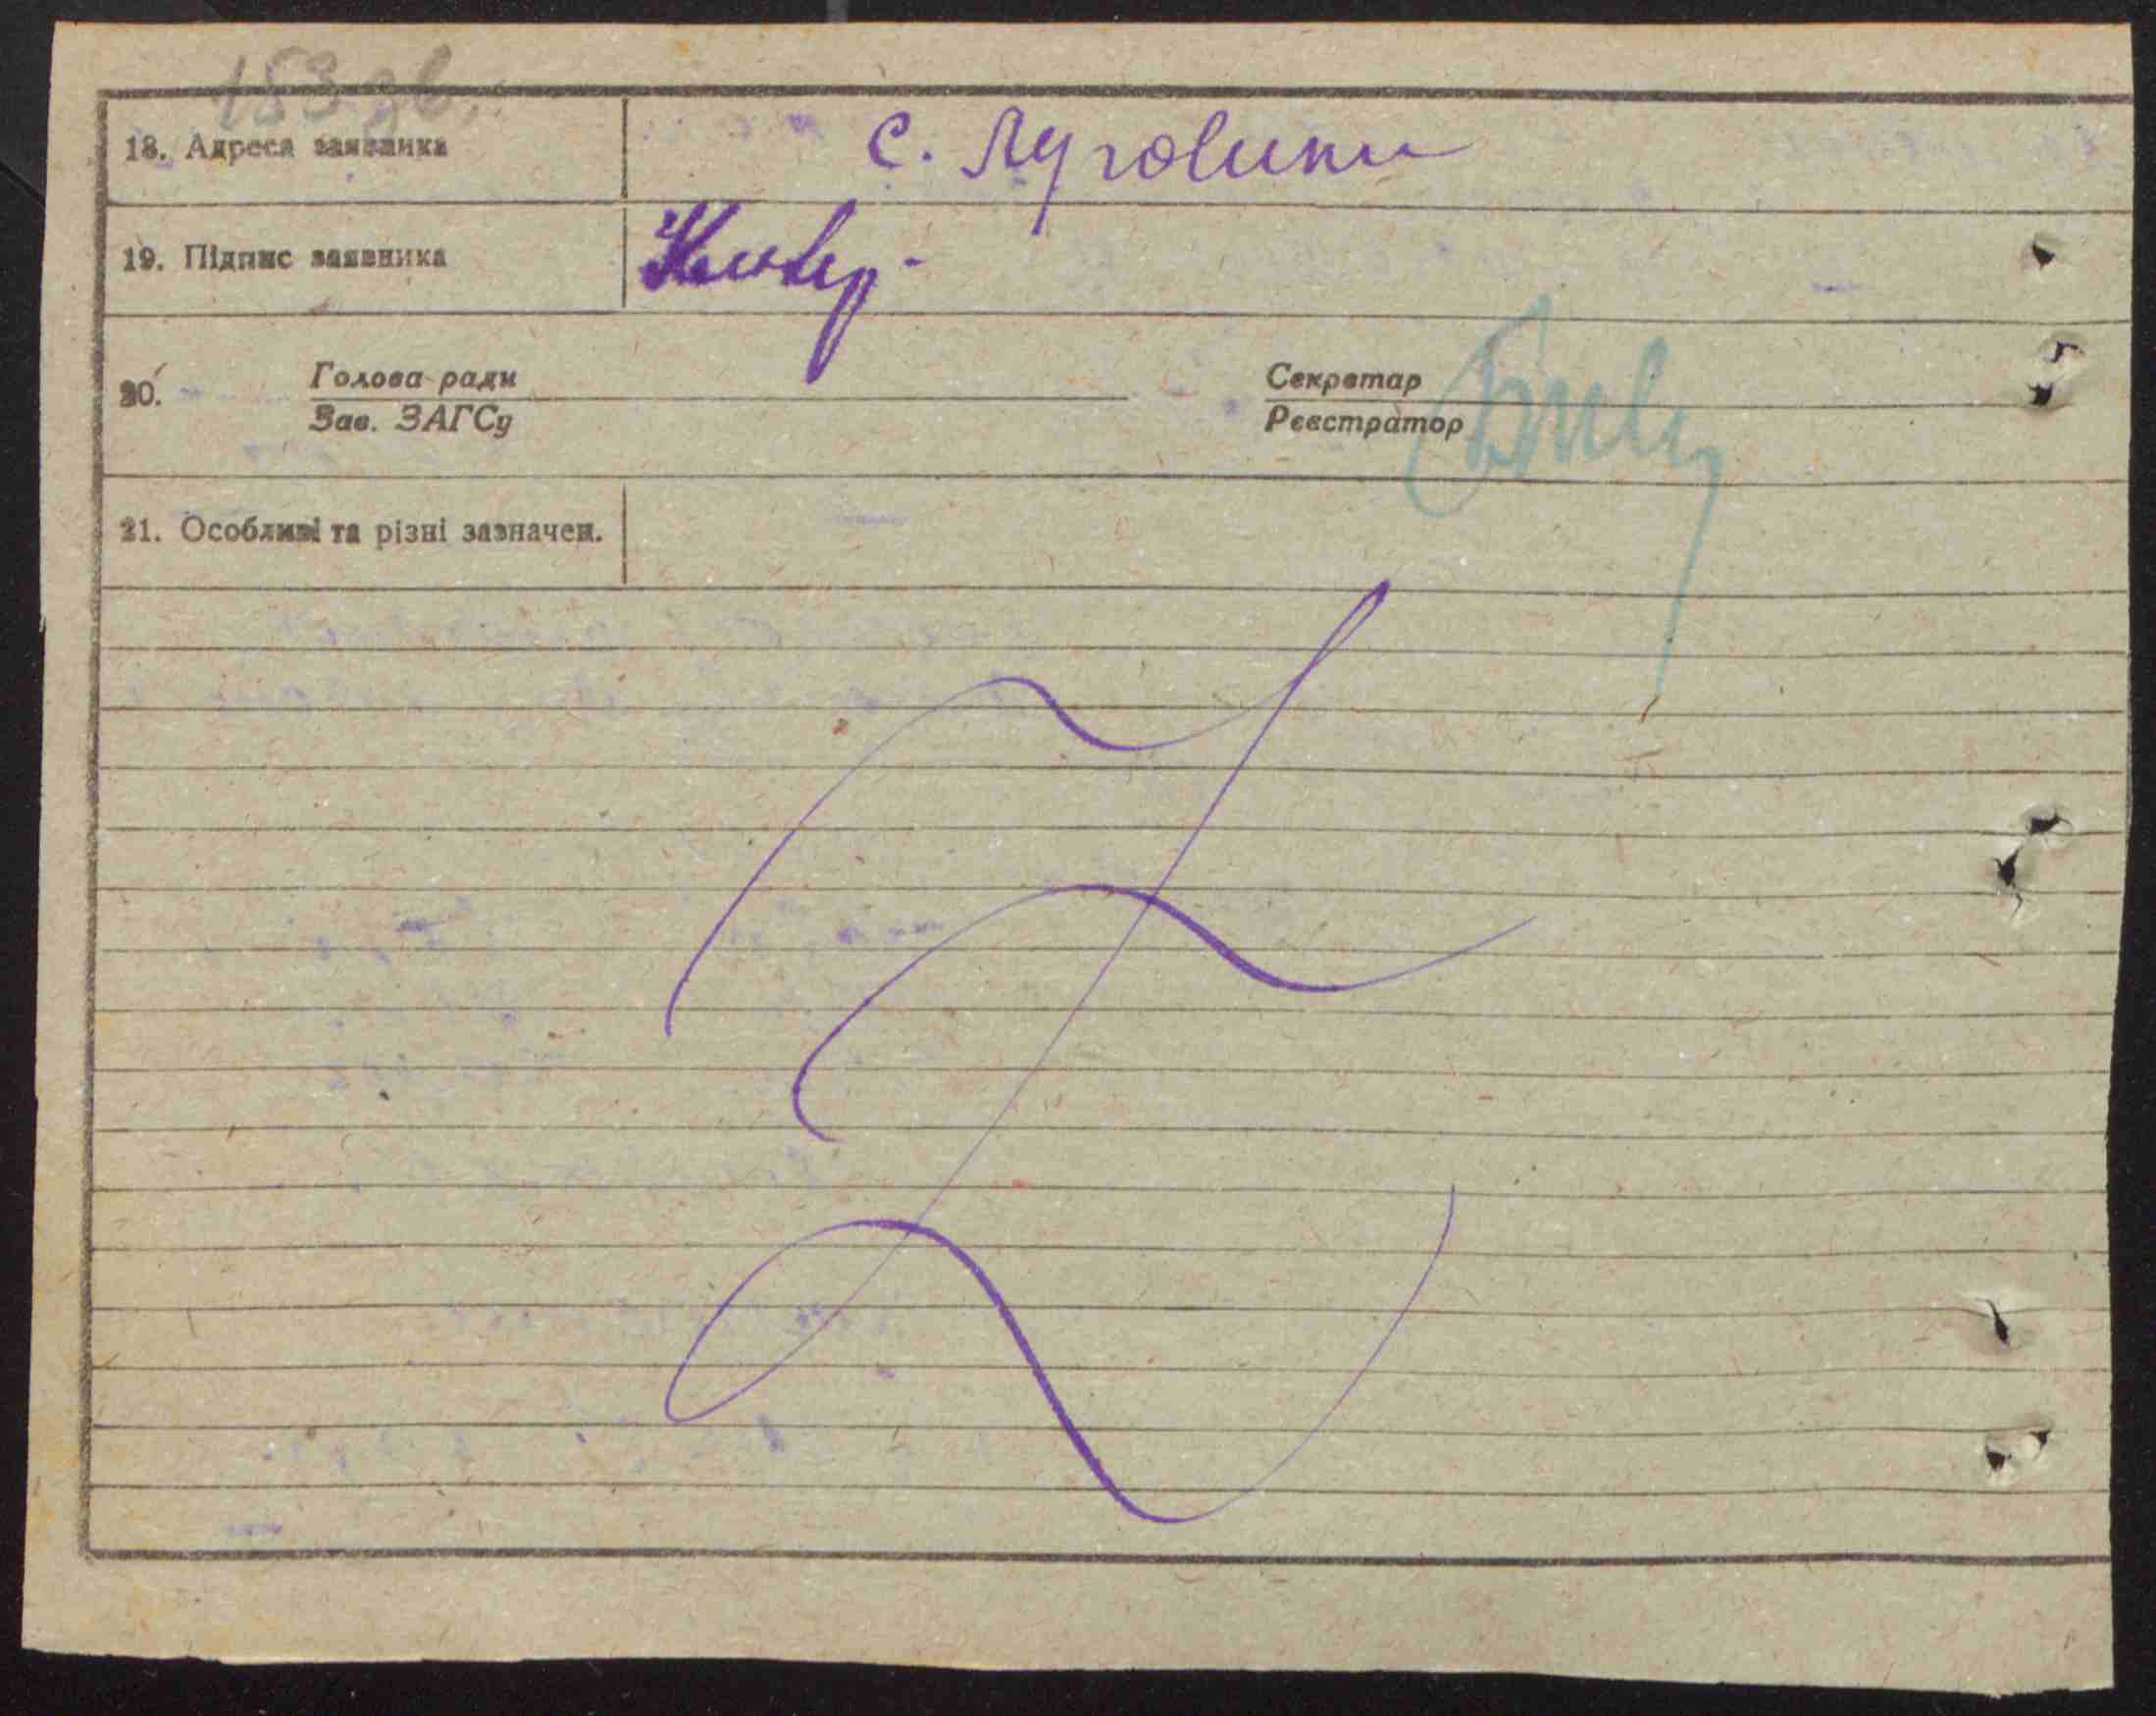 153 зв.
18. Адреса заявника
с. Луговики
19. Підпис заявника
20. Голова ради Секретар
Зав. ЗАГСу Реєстратор
21. Особливі та різні зазначен.